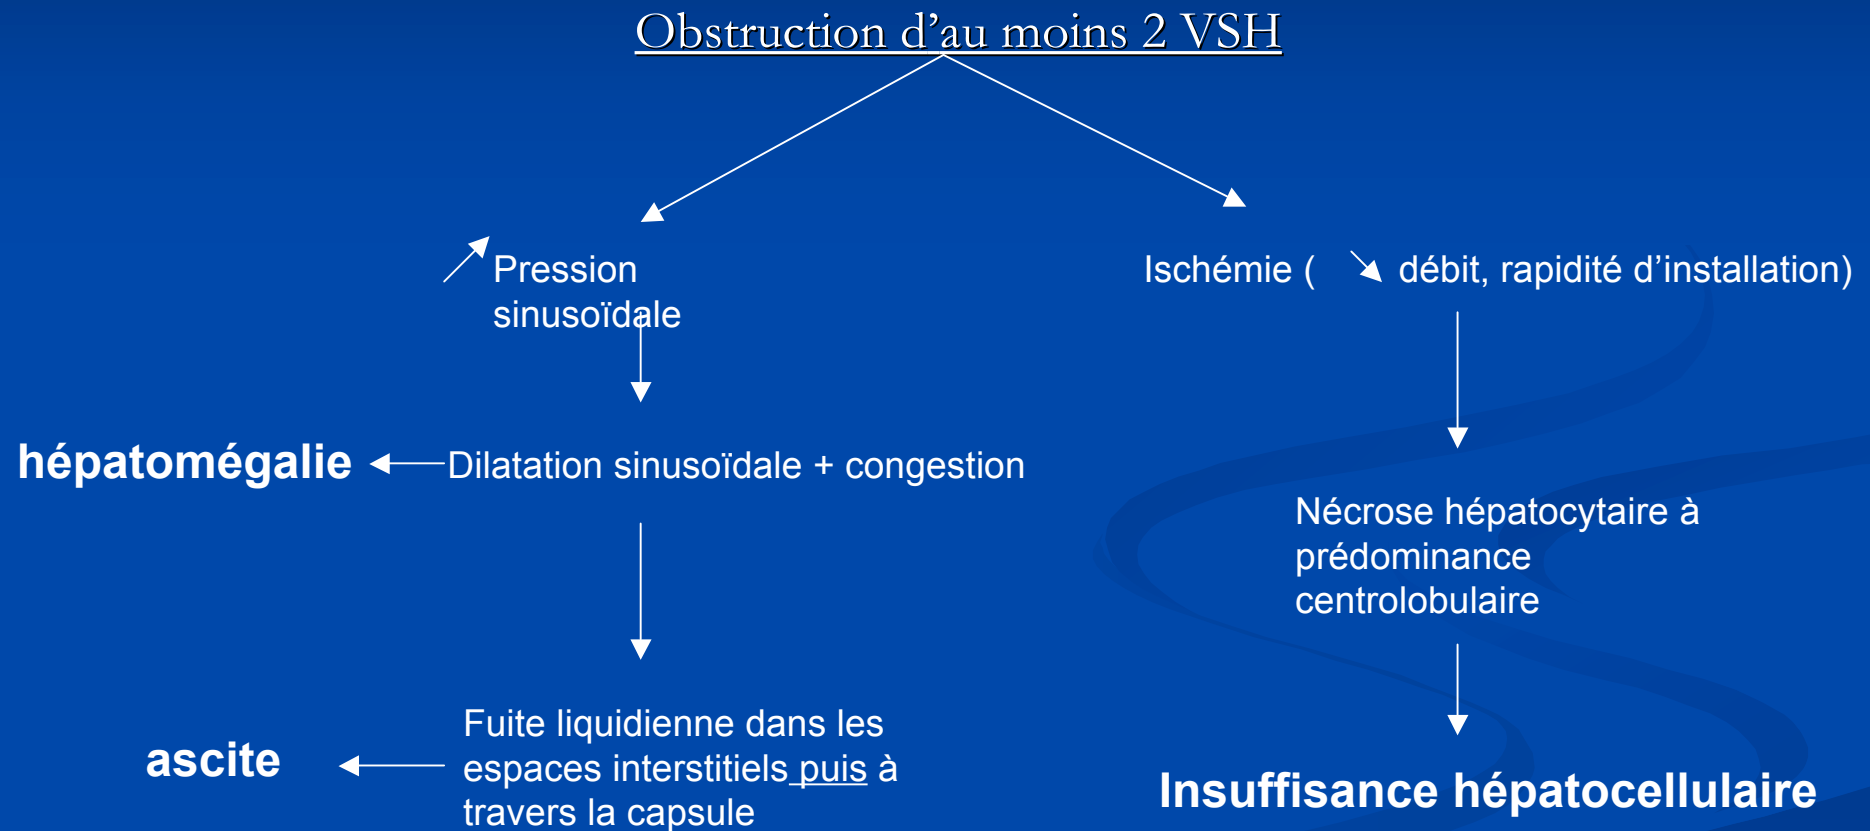 Obstruction d’au moins 2 VSH
Pression
sinusoïdale
Ischémie ( débit, rapidité d’installation)
hépatomégalie
Dilatation sinusoïdale + congestion
Nécrose hépatocytaire à
prédominance
centrolobulaire
ascite
Fuite liquidienne dans les
espaces interstitiels puis à
travers la capsule
Insuffisance hépatocellulaire